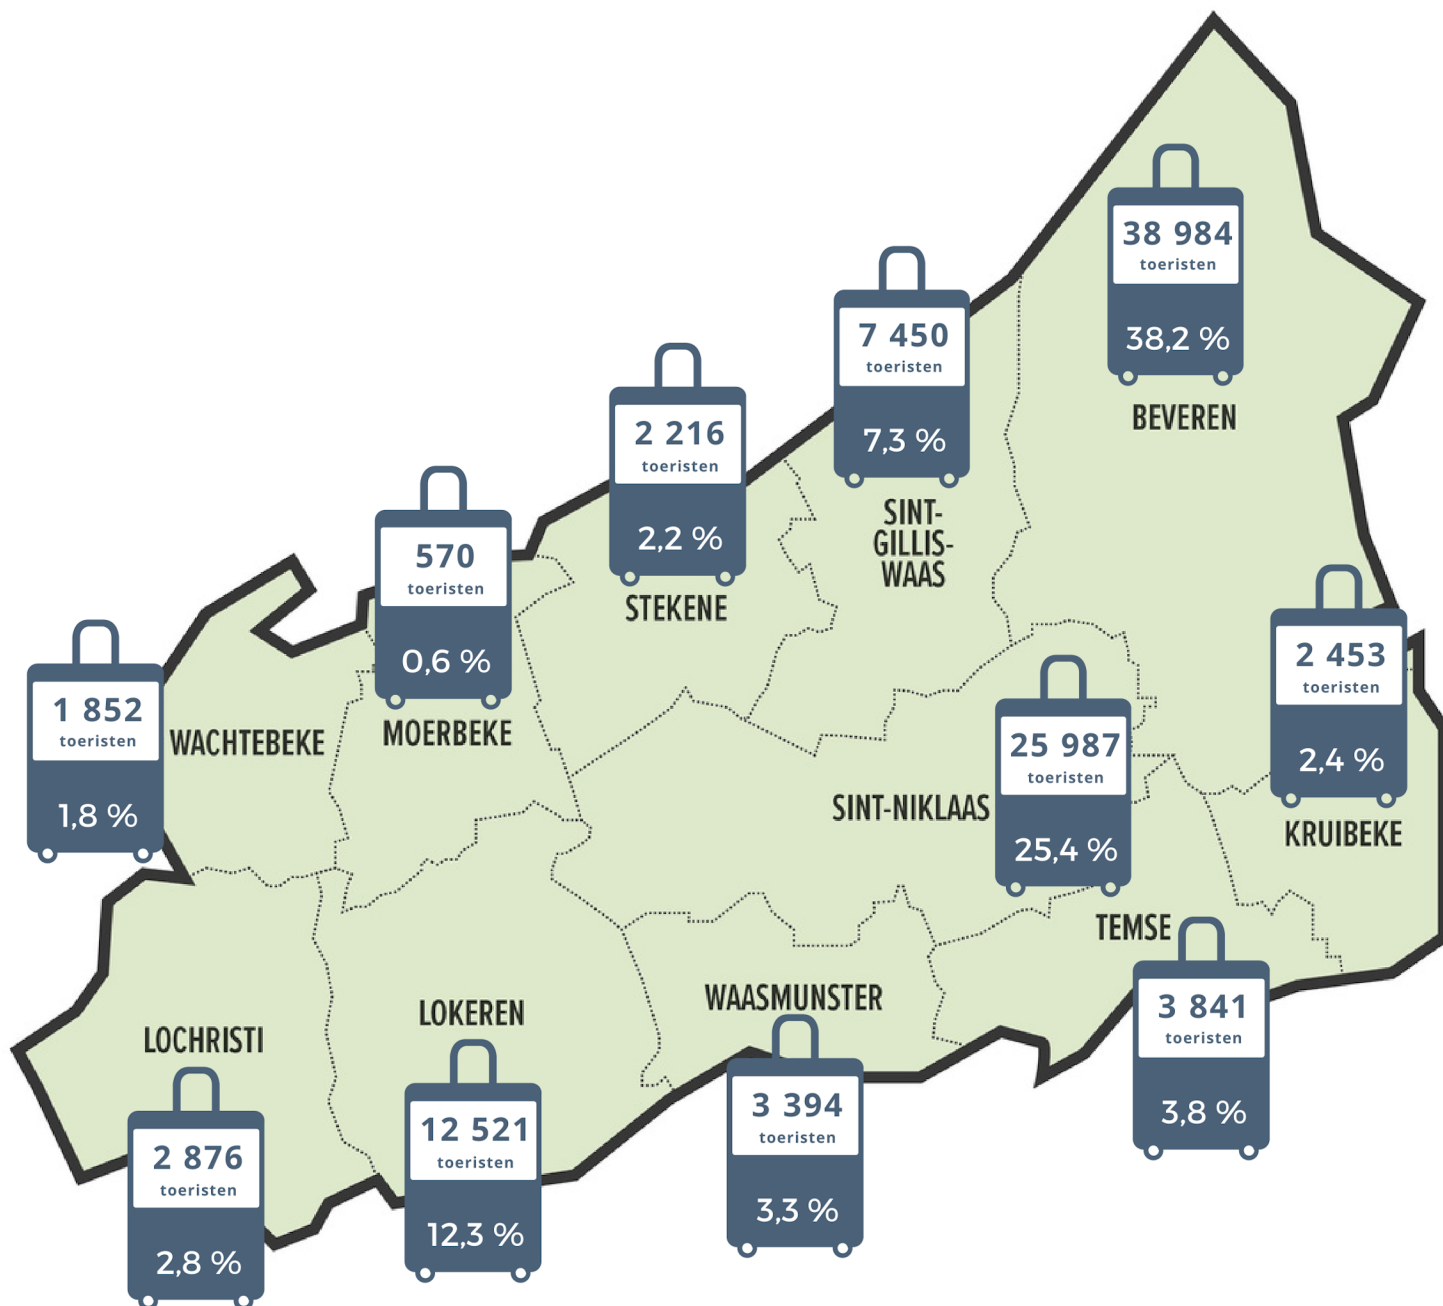 38 984
toeristen
38,2 %
BEVEREN
7 450
toeristen
7,3 %
SINT-
GILLIS-
WAAS
2 216
toeristen
2,2 %
STEKENE
570
toeristen
0,6 %
MOERBEKE
2 453
toeristen
2,4 %
KRUIBEKE
1 852
toeristen
1,8 %
WACHTEBEKE
SINT-NIKLAAS
25 987
toeristen
25,4 %
TEMSE
3 841
toeristen
3,8 %
WAASMUNSTER
3 394
toeristen
3,3 %
LOKEREN
12 521
toeristen
12,3 %
LOCHRISTI
2 876
toeristen
2,8 %